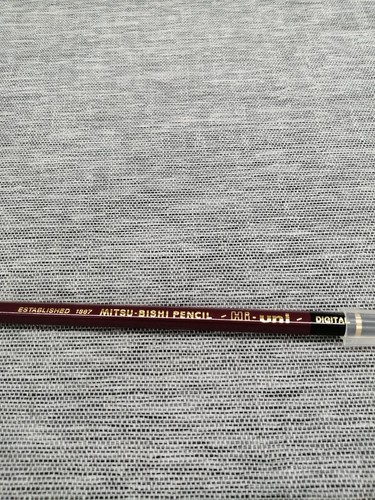 ESTABLISHED 1887 MITSU-BISHI PENCIL - Hi-uni - DIGITAL